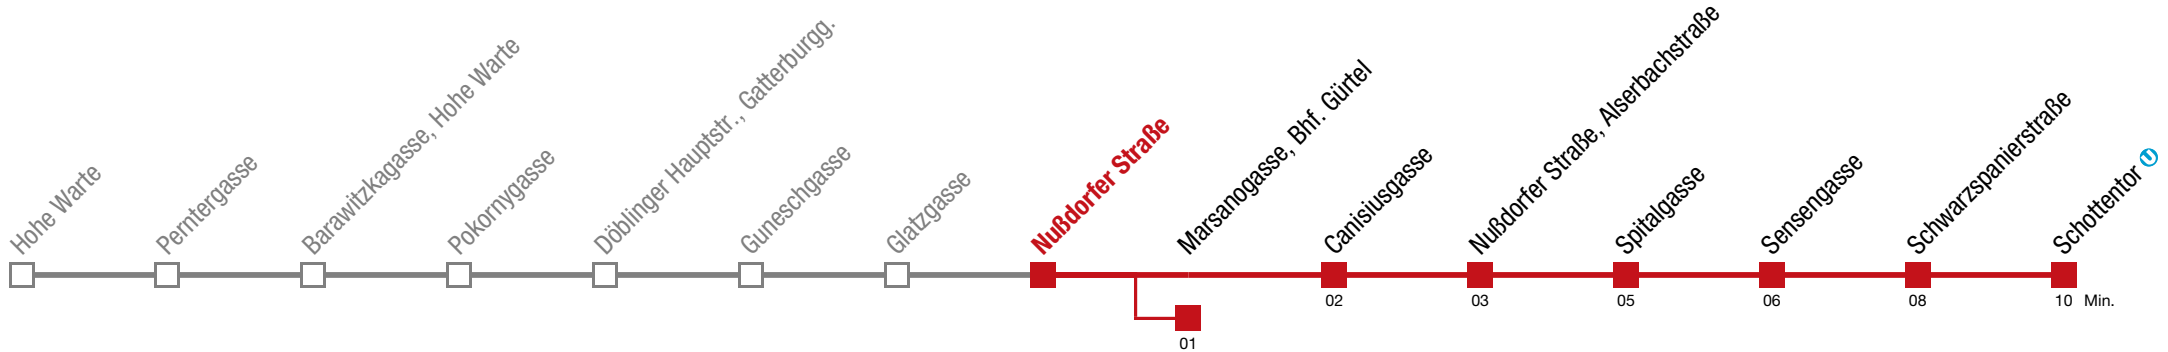 Hohe Warte
Perntergasse
Barawitzkagasse, Hohe Warte
Pokornygasse
Döblinger Hauptstr., Gatterburgg.
Guneschgasse
Glatzgasse
Nußdorfer Straße
Marsanogasse, Bhf. Gürtel
Canisiusgasse
Nußdorfer Straße, Alserbachstraße
Spitalgasse
Sensengasse
Schwarzspanierstraße
Schottentor U
02 03 05 06 08 10 Min.
01